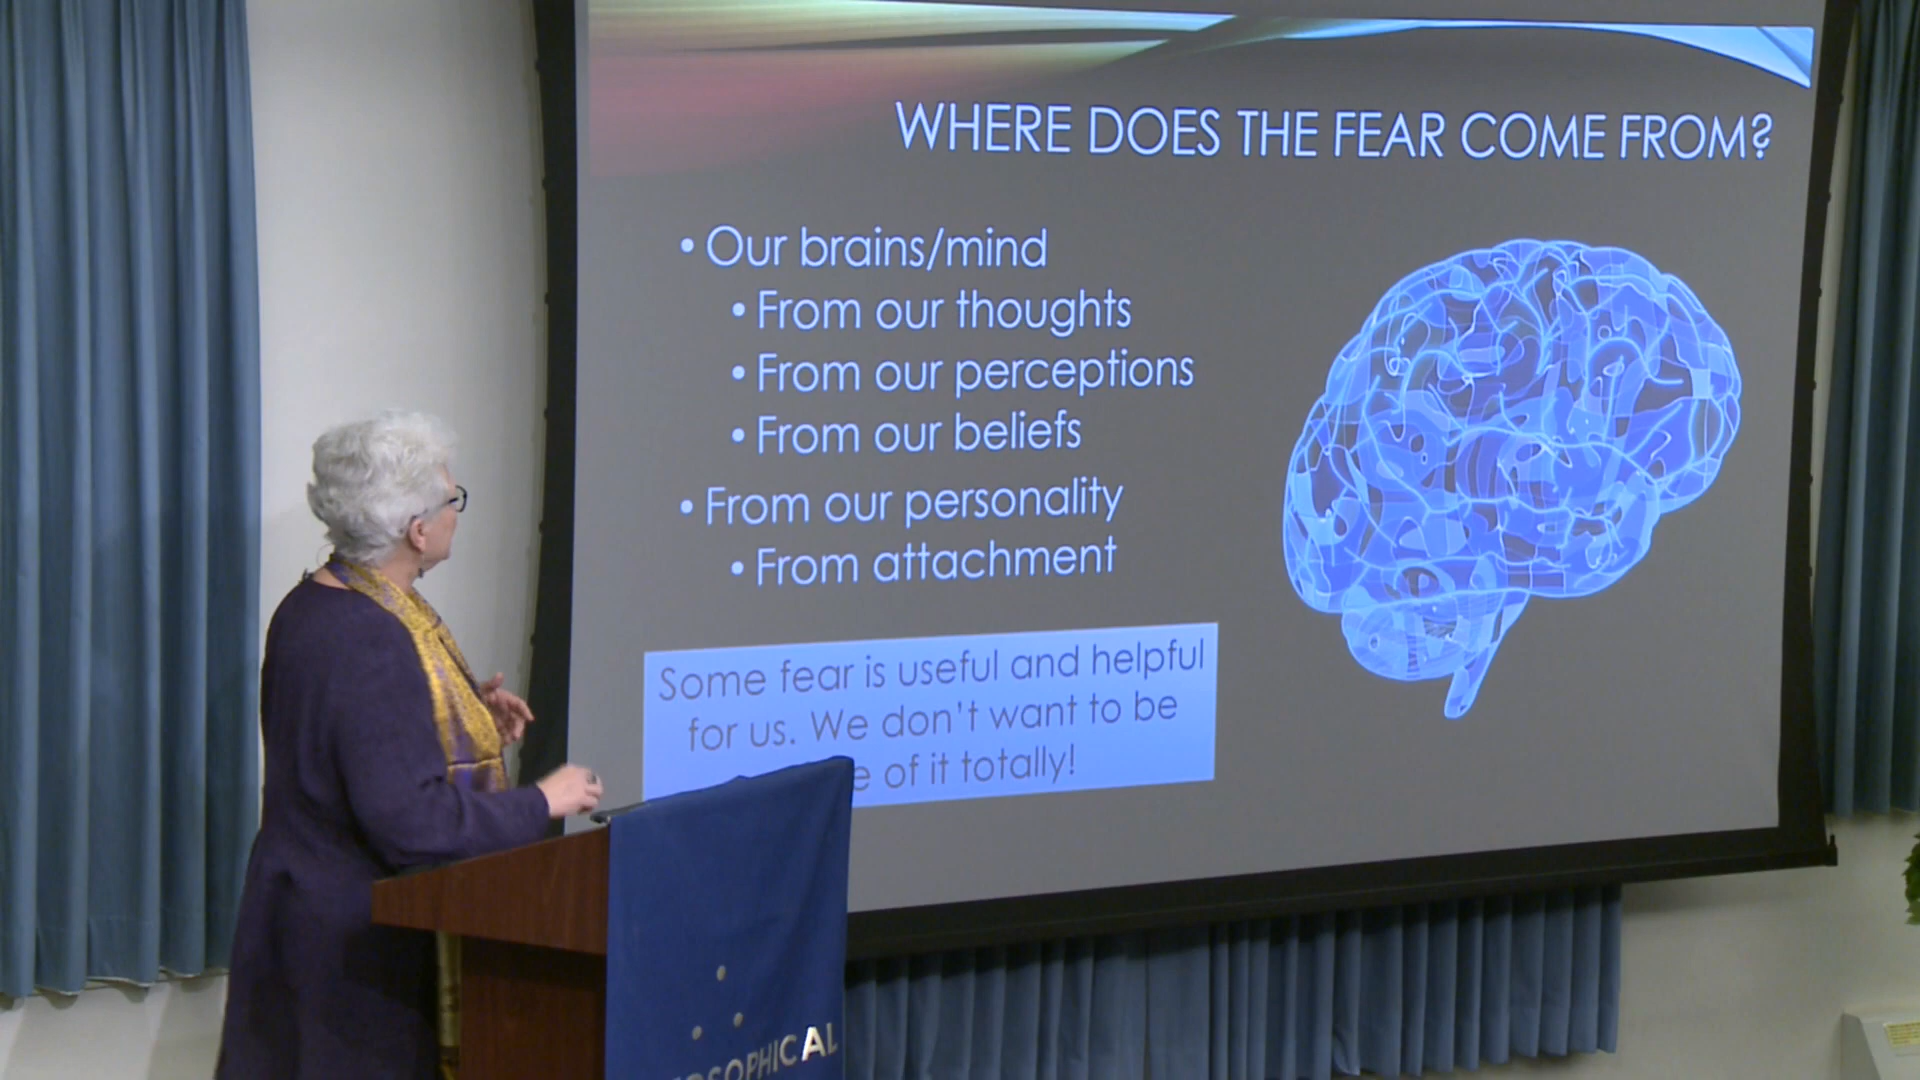 WHERE DOES THE FEAR COME FROM?
• Our brains/mind
• From our thoughts
• From our perceptions
• From our beliefs
• From our personality
• From attachment
Some fear is useful and helpful
for us. We don't want to be
of it totally!